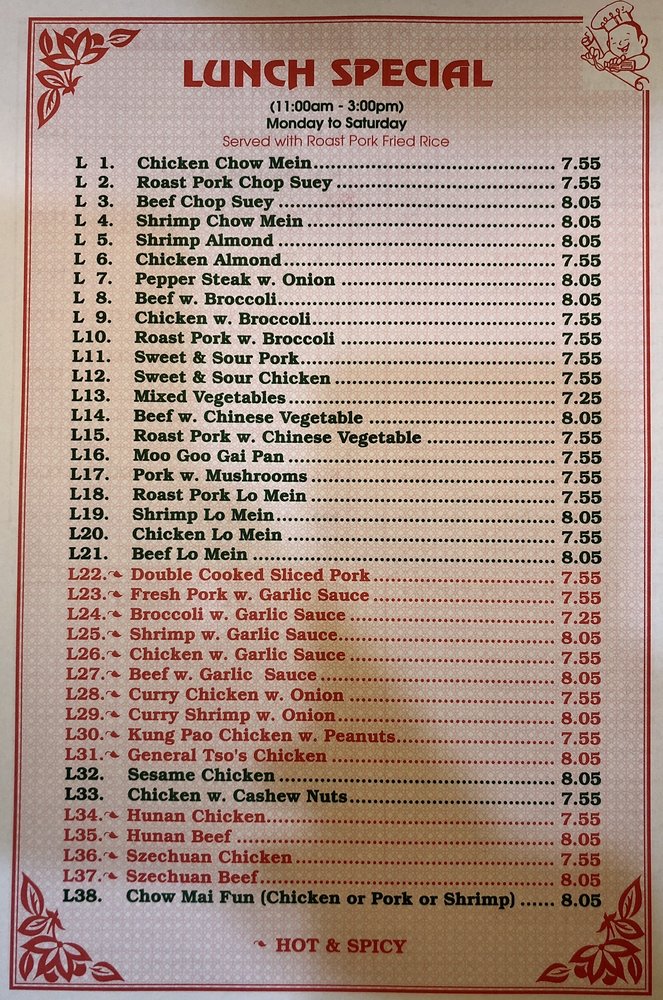 LUNCH SPECIAL
(11:00am - 3:00pm)
Monday to Saturday
Served with Roast Pork Fried Rice
L 1. Chicken Chow Mein 7.55
L 2. Roast Pork Chop Suey 7.55
L 3. Beef Chop Suey 8.05
L 4. Shrimp Chow Mein 8.05
L 5. Shrimp Almond 8.05
L 6. Chicken Almond 7.55
L 7. Pepper Steak w. Onion 8.05
L 8. Beef w. Broccoli 8.05
L 9. Chicken w. Broccoli 7.55
L10. Roast Pork w. Broccoli 7.55
L11. Sweet & Sour Pork 7.55
L12. Sweet & Sour Chicken 7.55
L13. Mixed Vegetables 7.25
L14. Beef w. Chinese Vegetable 8.05
L15. Roast Pork w. Chinese Vegetable 7.55
L16. Moo Goo Gai Pan 7.55
L17. Pork w. Mushrooms 7.55
L18. Roast Pork Lo Mein 7.55
L19. Shrimp Lo Mein 8.05
L20. Chicken Lo Mein 7.55
L21. Beef Lo Mein 8.05
L22. Double Cooked Sliced Pork 7.55
L23. Fresh Pork w. Garlic Sauce 7.55
L24. Broccoli w. Garlic Sauce 7.25
L25. Shrimp w. Garlic Sauce 8.05
L26. Chicken w. Garlic Sauce 7.55
L27. Beef w. Garlic Sauce 8.05
L28. Curry Chicken w. Onion 7.55
L29. Curry Shrimp w. Onion 8.05
L30. Kung Pao Chicken w. Peanuts 7.55
L31. General Tso's Chicken 8.05
L32. Sesame Chicken 8.05
L33. Chicken w. Cashew Nuts 7.55
L34. Hunan Chicken 7.55
L35. Hunan Beef 8.05
L36. Szechuan Chicken 7.55
L37. Szechuan Beef 8.05
L38. Chow Mai Fun (Chicken or Pork or Shrimp) 8.05
HOT & SPICY